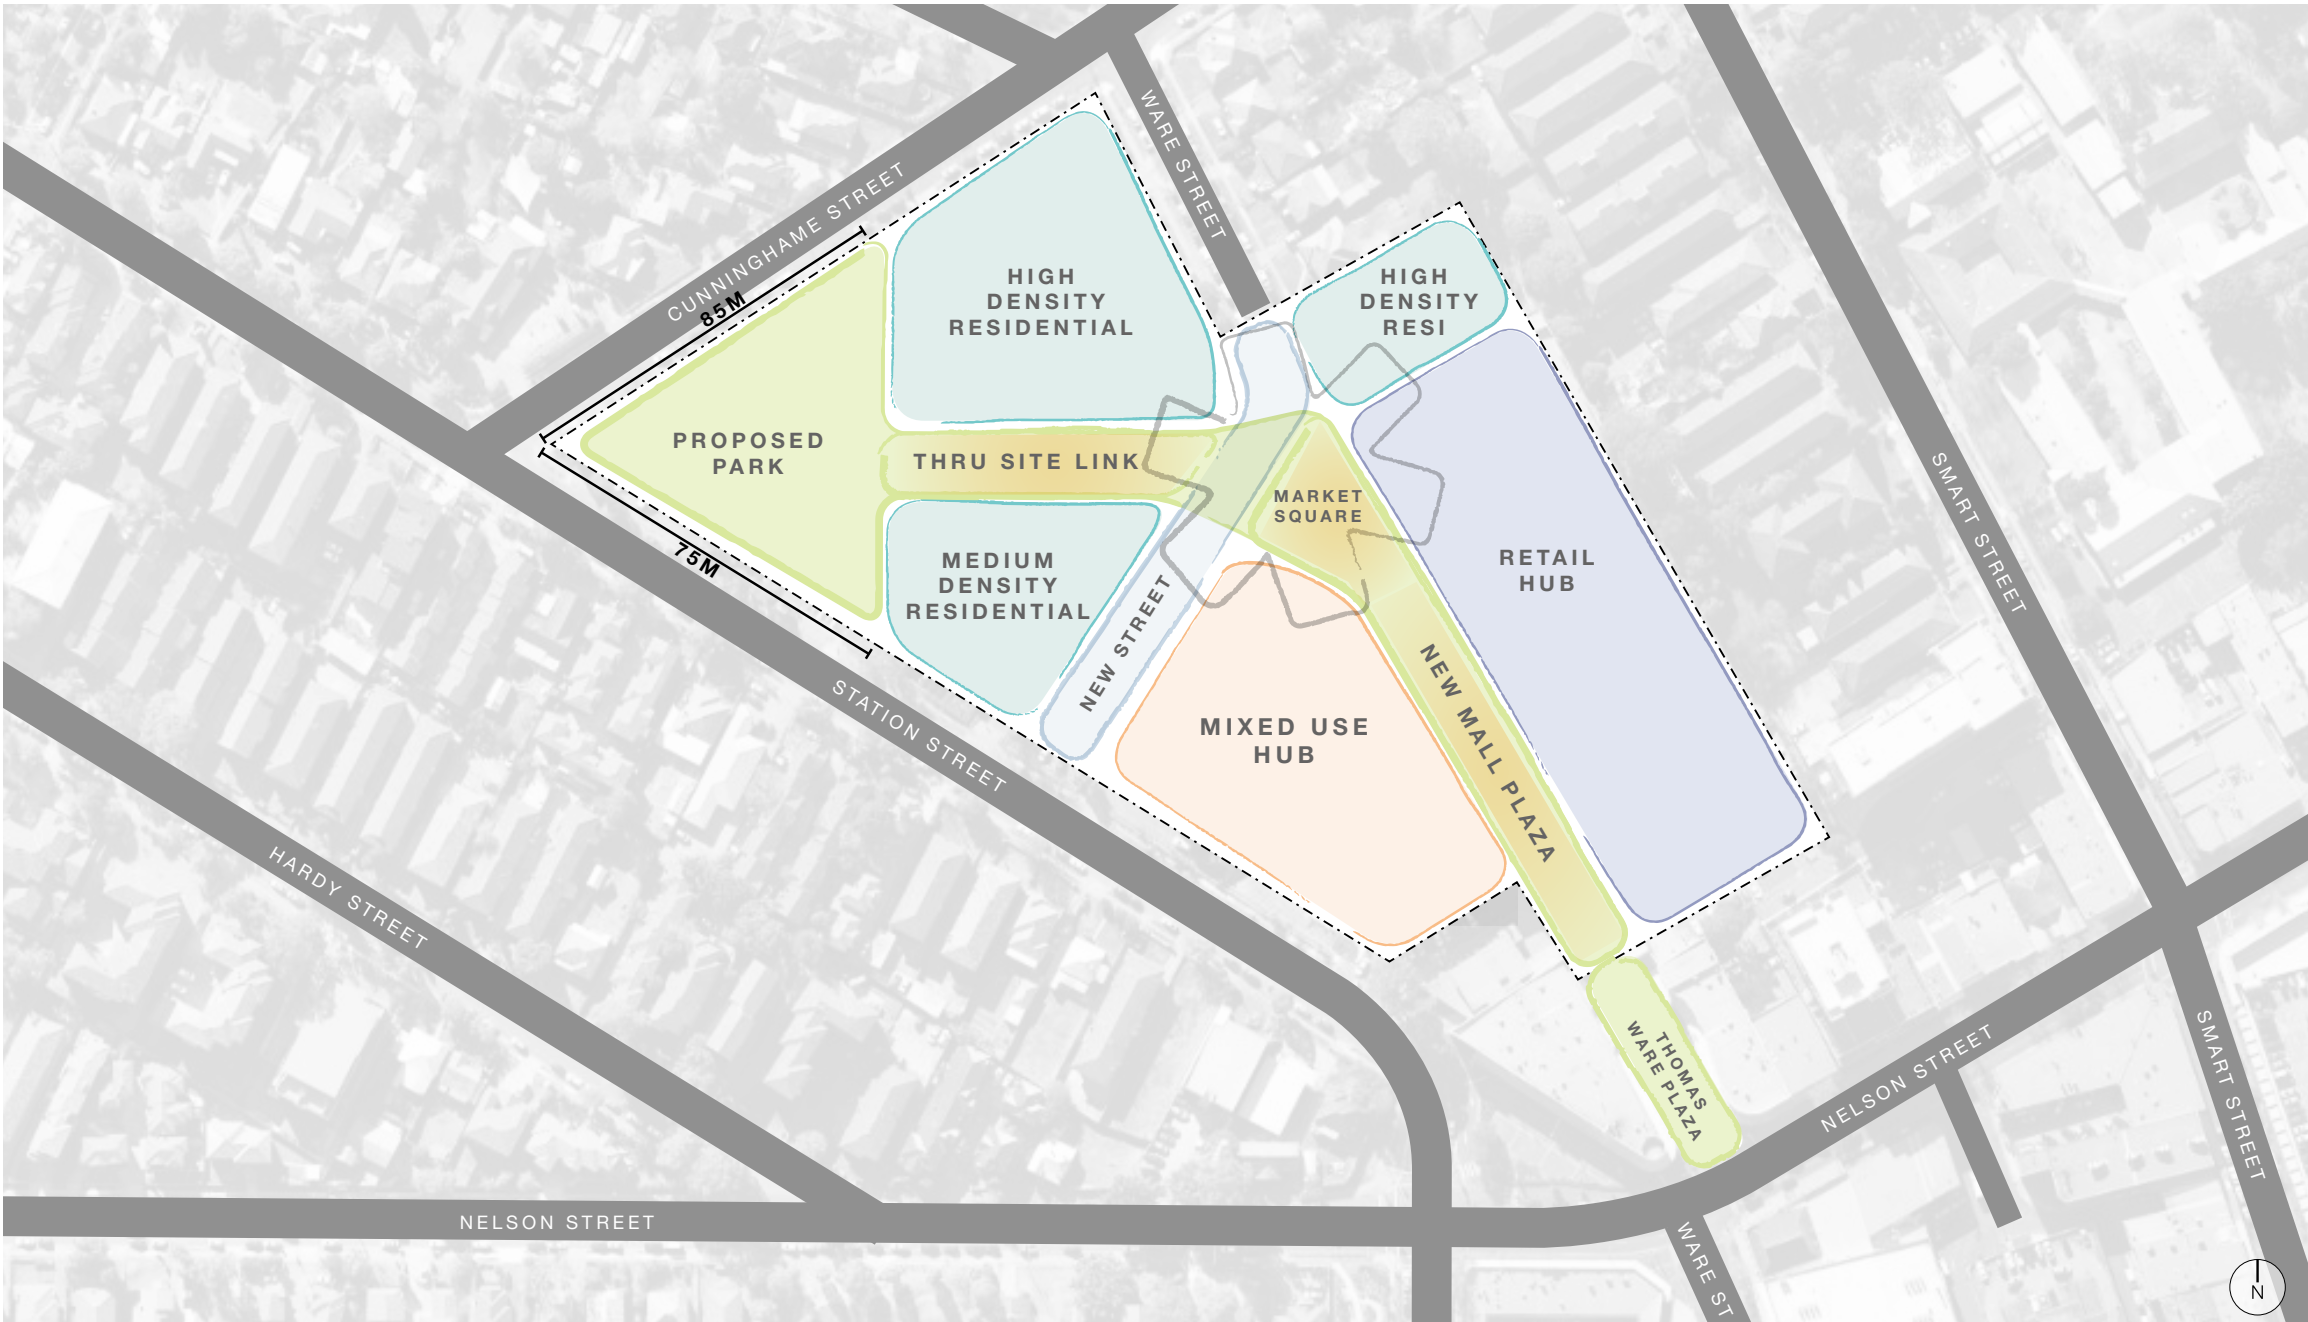 WARE STREET
CUNNINGHAME STREET
85M
HIGH
DENSITY
RESIDENTIAL
HIGH
DENSITY
RESI
PROPOSED
PARK
THRU SITE LINK
MARKET
SQUARE
SMART STREET
75M
MEDIUM
DENSITY
RESIDENTIAL
RETAIL
HUB
NEW STREET
STATION STREET
MIXED USE
HUB
NEW MALL PLAZA
HARDY STREET
THOMAS
WARE PLAZA
NELSON STREET
SMART STREET
NELSON STREET
WARE ST
N